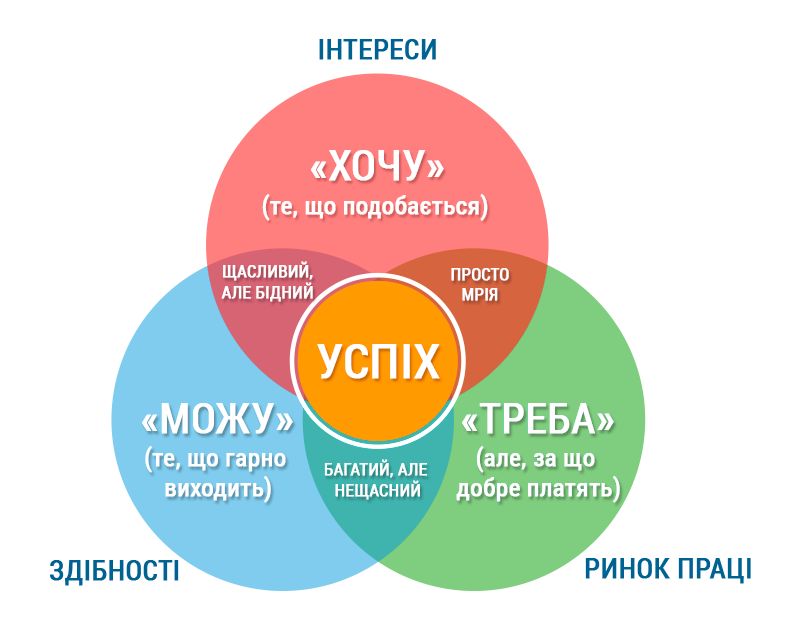 ІНТЕРЕСИ
«ХОЧУ»
(те, що подобається)
ЩАСЛИВИЙ,
АЛЕ БІДНИЙ
ПРОСТО
МРІЯ
УСПІХ
«МОЖУ»
(те, що гарно
виходить)
«ТРЕБА»
(але, за що
добре платять)
БАГАТИЙ, АЛЕ
НЕЩАСНИЙ
ЗДІБНОСТІ
РИНОК ПРАЦІ